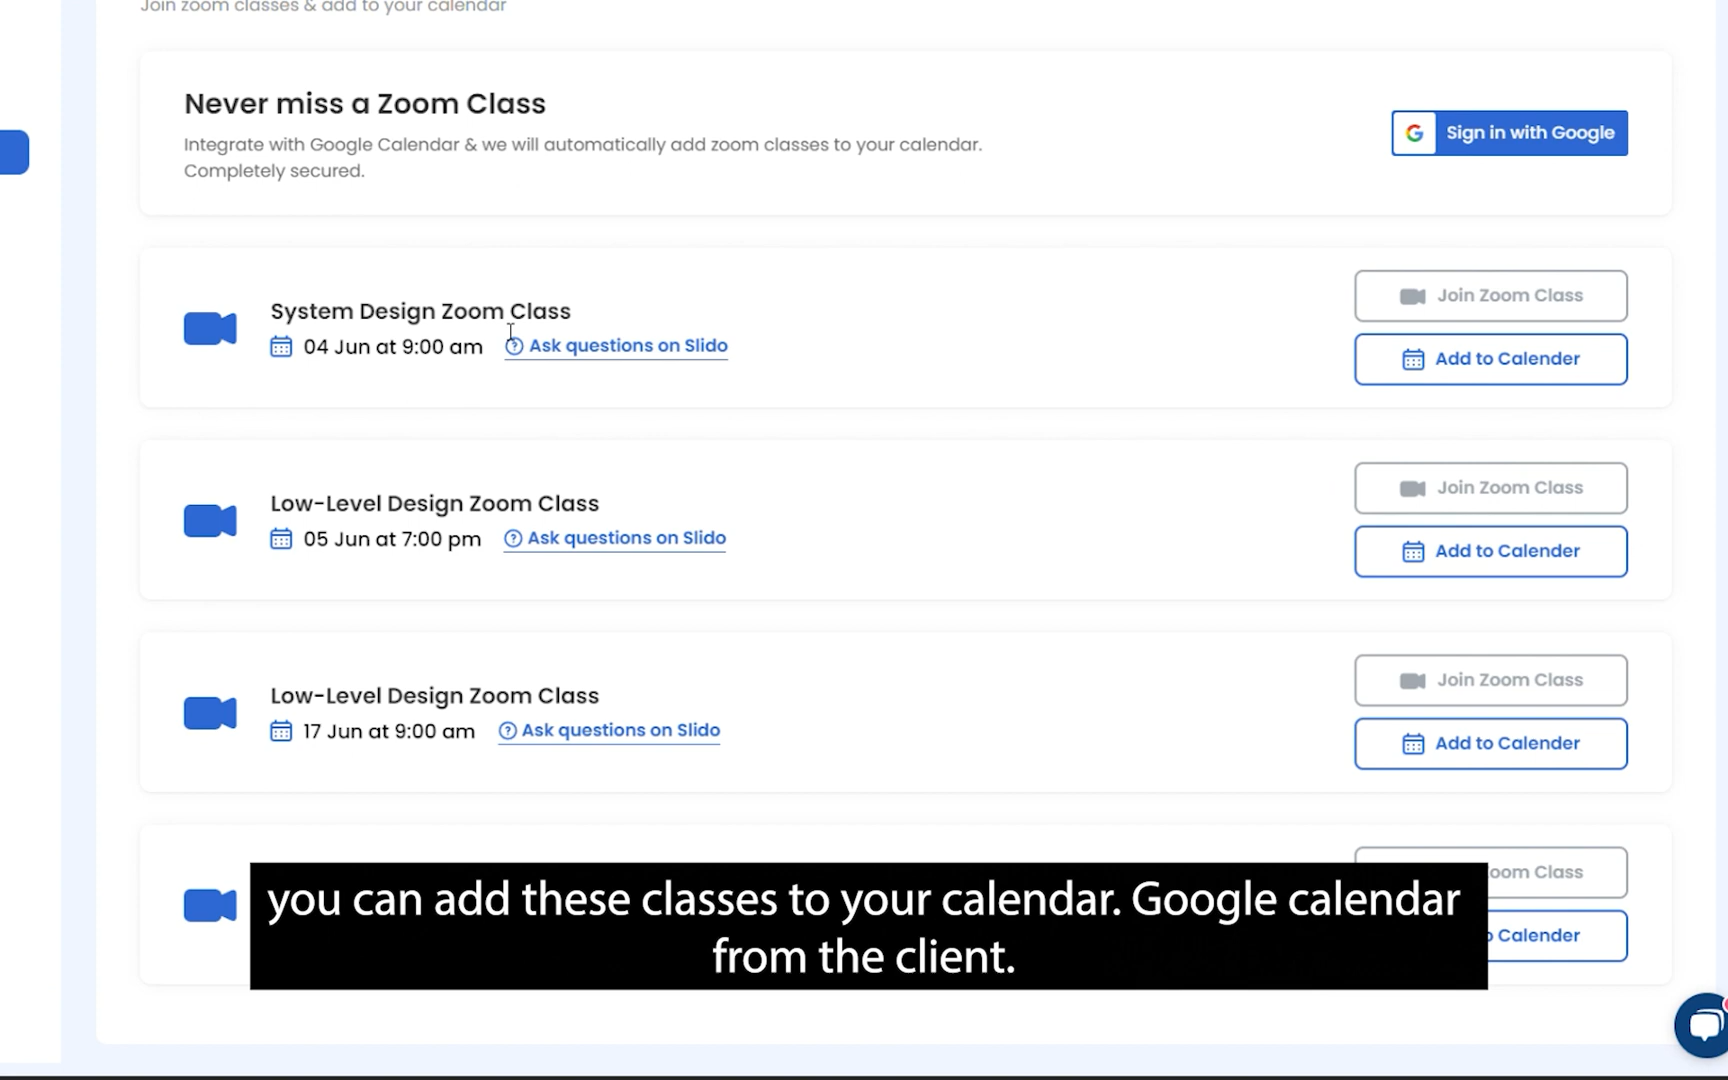 Join zoom classes & add to your calendar
Never miss a Zoom Class
Integrate with Google Calendar & we will automatically add zoom classes to your calendar.
Completely secured.
Sign in with Google
System Design Zoom Class
04 Jun at 9:00 am
Ask questions on Slido
Join Zoom Class
Add to Calender
Low-Level Design Zoom Class
05 Jun at 7:00 pm
Ask questions on Slido
Join Zoom Class
Add to Calender
Low-Level Design Zoom Class
17 Jun at 9:00 am
Ask questions on Slido
Join Zoom Class
Add to Calender
Class
Calender
you can add these classes to your calendar. Google calendar
from the client.